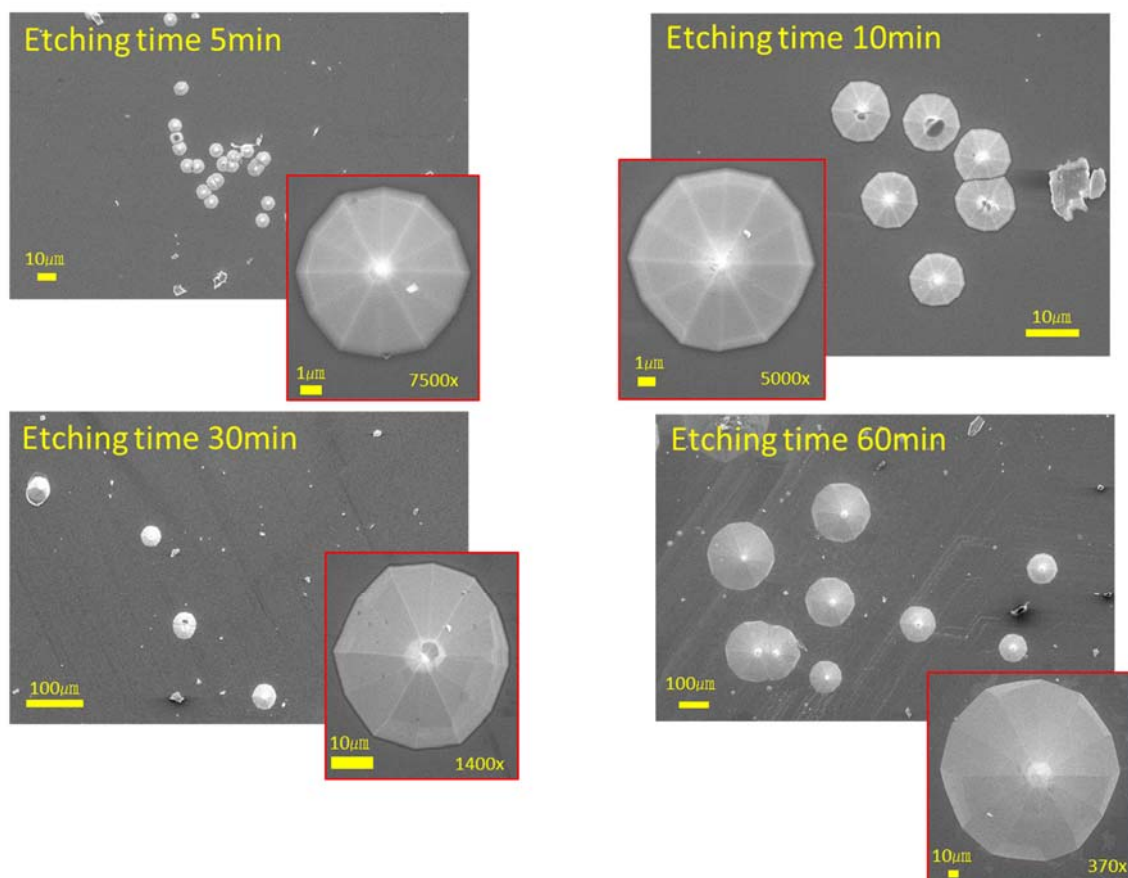 Etching time 5min
10㎛
1㎛
7500x
Etching time 10min
10㎛
1㎛
5000x
Etching time 30min
100㎛
10㎛
1400x
Etching time 60min
100㎛
10㎛
370x